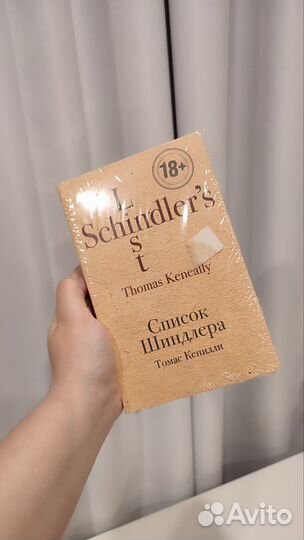 18+
L
Schindler's
s
t
Thomas Keneally
Список
Шиндлера
Томас Кенилли
Avito